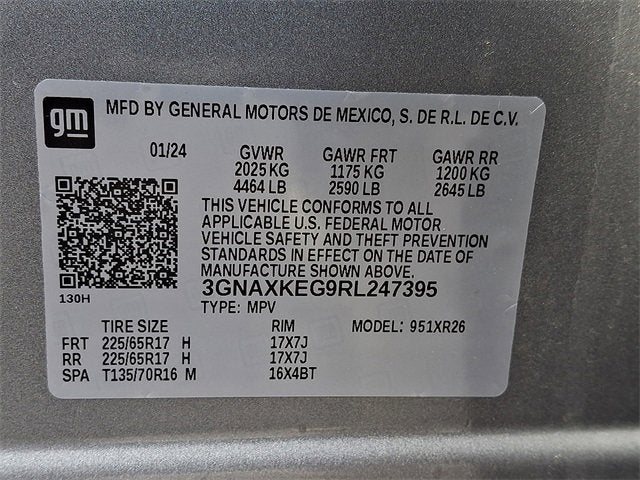 gm
MFD BY GENERAL MOTORS DE MEXICO, S. DE R.L. DE C.V.
01/24 GVWR GAWR FRT GAWR RR
2025 KG 1175 KG 1200 KG
4464 LB 2590 LB 2645 LB
THIS VEHICLE CONFORMS TO ALL
APPLICABLE U.S. FEDERAL MOTOR
VEHICLE SAFETY AND THEFT PREVENTION
STANDARDS IN EFFECT ON THE DATE OF
MANUFACTURE SHOWN ABOVE.
130H
3GNAXKEG9RL247395
TYPE: MPV
TIRE SIZE RIM MODEL: 951XR26
FRT 225/65R17 H 17X7J
RR 225/65R17 H 17X7J
SPA T135/70R16 M 16X4BT